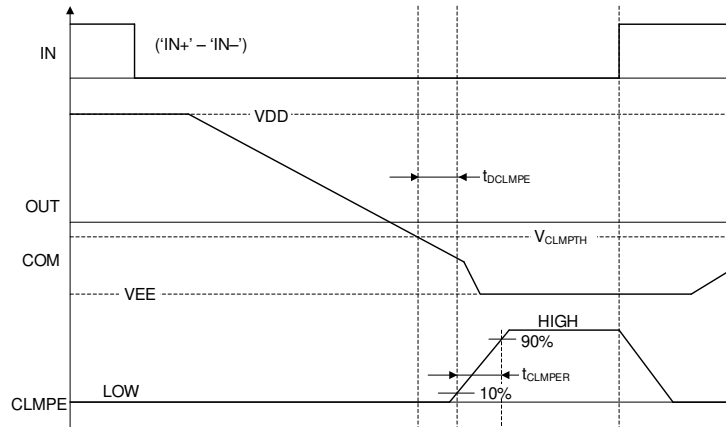 IN
('IN+' – 'IN–')
VDD
tDCLMPE
OUT
VCLMPTH
COM
VEE
HIGH
90%
tCLMPER
LOW
10%
CLMPE